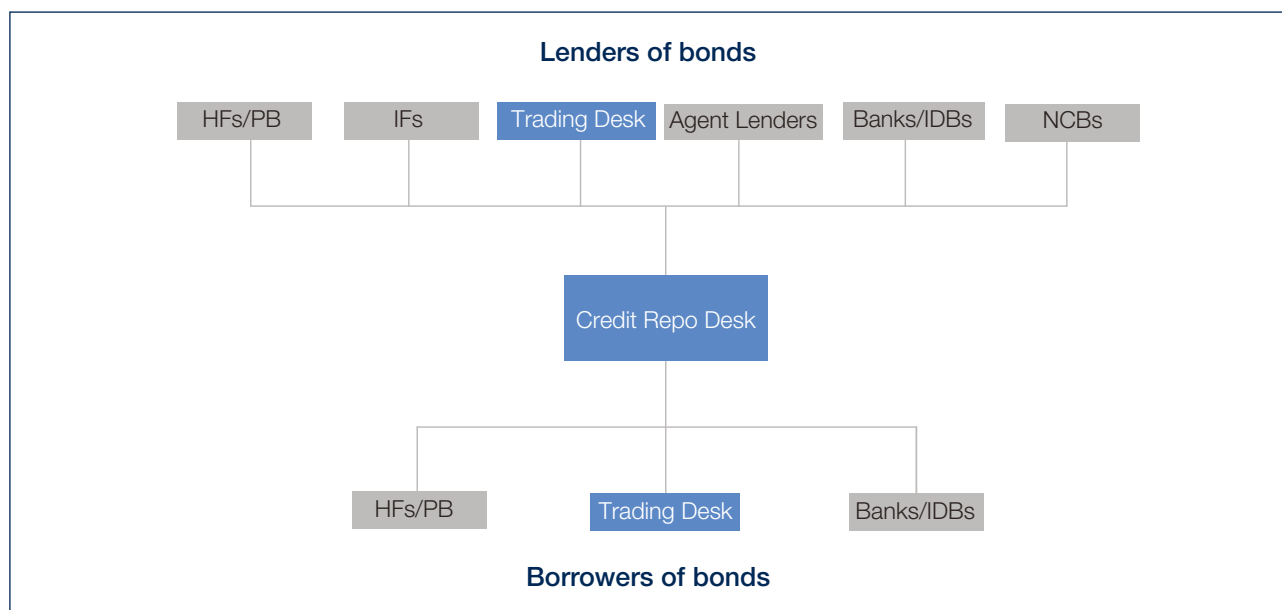 Lenders of bonds
HFs/PB
IFs
Trading Desk
Agent Lenders
Banks/IDBs
NCBs
Credit Repo Desk
HFs/PB
Trading Desk
Banks/IDBs
Borrowers of bonds